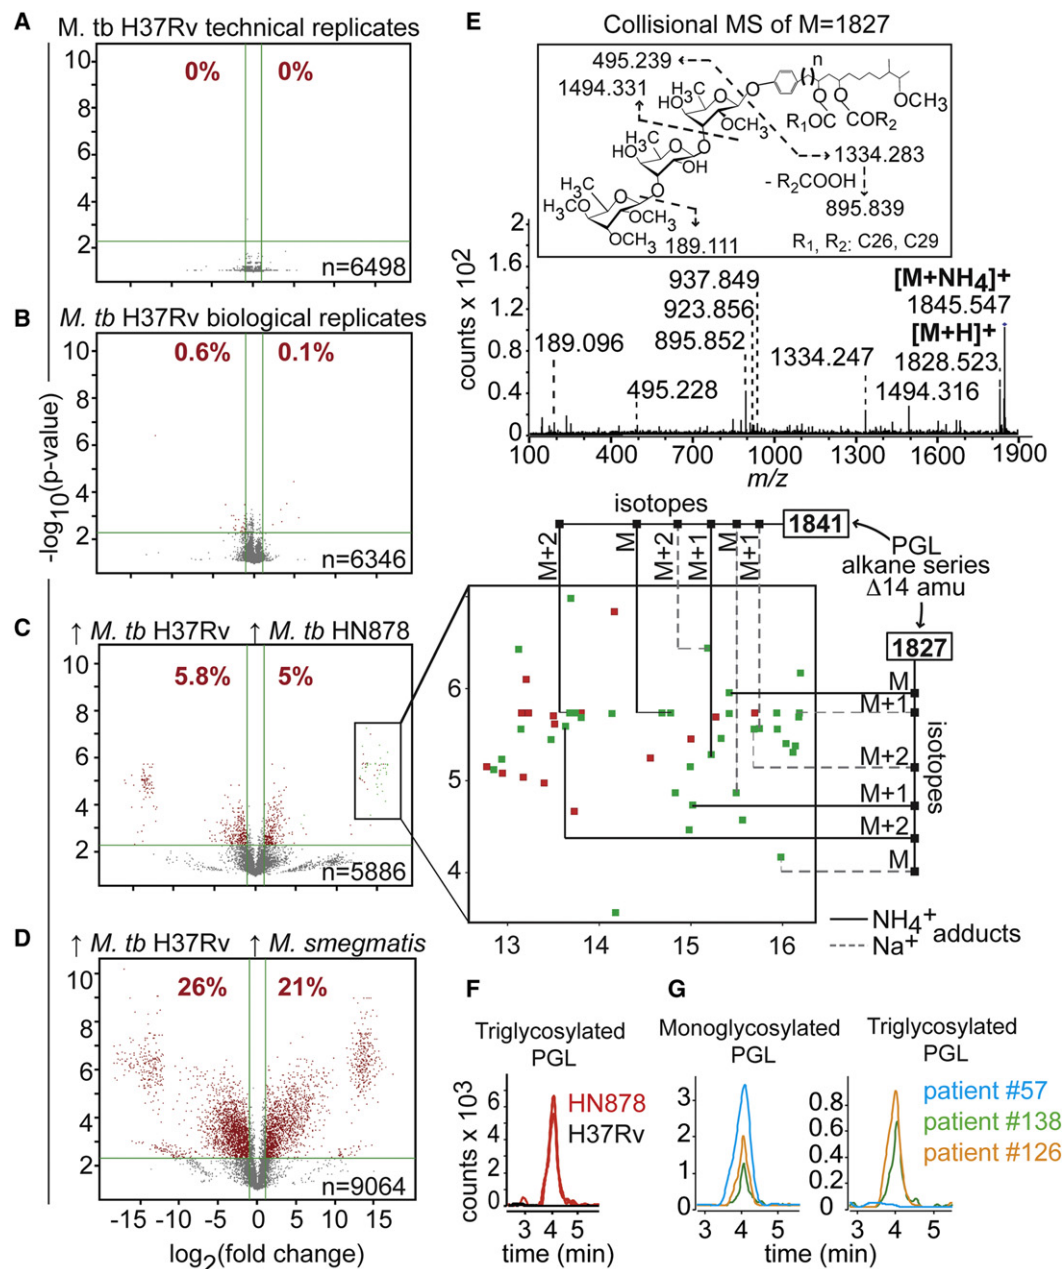 A
M. tb H37Rv technical replicates
10
8
6
4
2
0%
0%
n=6498
B
M. tb H37Rv biological replicates
10
8
6
4
2
0.6%
0.1%
n=6346
-log10(p-value)
C
↑ M. tb H37Rv
↑ M. tb HN878
10
8
6
4
2
5.8%
5%
n=5886
D
↑ M. tb H37Rv
↑ M. smegmatis
10
8
6
4
2
26%
21%
n=9064
-15 -10 -5 0 5 10 15
log2(fold change)
E
Collisional MS of M=1827
495.239
1494.331
n
H3C
HO
O
O
OCH3
R1OC
COR2
OCH3
O
H3C
HO
O
O
OH
1334.283
- R2COOH
895.839
H3C
CH3O
O
O
CH3O
OCH3
OCH3
189.111
R1, R2: C26, C29
counts x 10^2
2
1.6
1.2
0.8
0.4
0
937.849
923.856
895.852
189.096
495.228
1334.247
[M+NH4]+
1845.547
[M+H]+
1828.523
1494.316
100 400 700 1000 1300 1600 1900
m/z
isotopes
M+2
M
M+2
M+1
M
M+1
1841
PGL
alkane series
Δ14 amu
1827
M
M+1
M+2
M+1
M+2
M
isotopes
6
5
4
13 14 15 16
NH4+
Na+
adducts
F
Triglycosylated
PGL
counts x 10^3
6
4
2
0
HN878
H37Rv
3 4 5
time (min)
G
Monoglycosylated
PGL
3
2
1
0
3 4 5
Triglycosylated
PGL
0.8
0.6
0.4
0.2
0
patient #57
patient #138
patient #126
3 4 5
time (min)